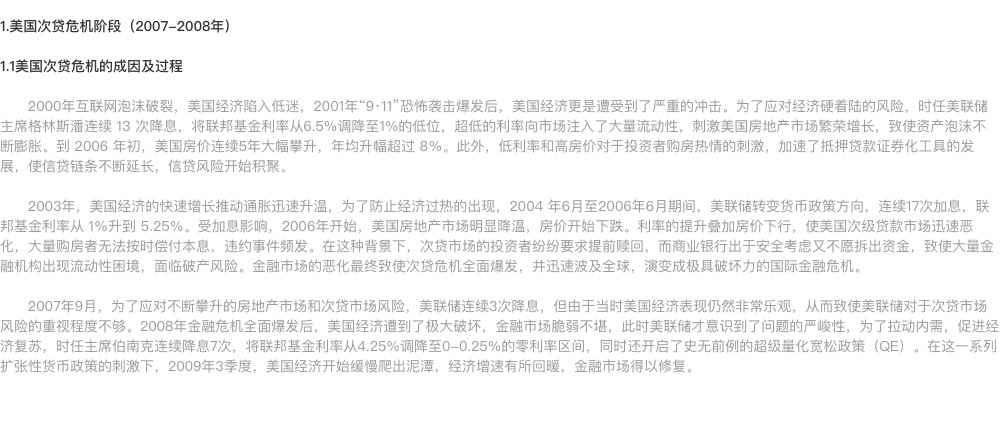 1.美国次贷危机阶段（2007-2008年）
1.1美国次贷危机的成因及过程
2000年互联网泡沫破裂，美国经济陷入低迷，2001年“9·11”恐怖袭击爆发后，美国经济更是遭受到了严重的冲击。为了应对经济硬着陆的风险，时任美联储
主席格林斯潘连续 13 次降息，将联邦基金利率从6.5%调降至1%的低位，超低的利率向市场注入了大量流动性，刺激美国房地产市场繁荣增长，致使资产泡沫不
断膨胀。到 2006 年初，美国房价连续5年大幅攀升，年均升幅超过 8%。此外，低利率和高房价对于投资者购房热情的刺激，加速了抵押贷款证券化工具的发
展，使信贷链条不断延长，信贷风险开始积聚。
2003年，美国经济的快速增长推动通胀迅速升温，为了防止经济过热的出现，2004 年6月至2006年6月期间，美联储转变货币政策方向，连续17次加息，联
邦基金利率从 1%升到 5.25%。受加息影响，2006年开始，美国房地产市场明显降温，房价开始下跌。利率的提升叠加房价下行，使美国次级贷款市场迅速恶
化，大量购房者无法按时偿付本息，违约事件频发。在这种背景下，次贷市场的投资者纷纷要求提前赎回，而商业银行出于安全考虑又不愿拆出资金，致使大量金
融机构出现流动性困境，面临破产风险。金融市场的恶化最终致使次贷危机全面爆发，并迅速波及全球，演变成极具破坏力的国际金融危机。
2007年9月，为了应对不断攀升的房地产市场和次贷市场风险，美联储连续3次降息，但由于当时美国经济表现仍然非常乐观，从而致使美联储对于次贷市场
风险的重视程度不够。2008年金融危机全面爆发后，美国经济遭到了极大破坏，金融市场脆弱不堪，此时美联储才意识到了问题的严峻性，为了拉动内需，促进经
济复苏，时任主席伯南克连续降息7次，将联邦基金利率从4.25%调降至0-0.25%的零利率区间，同时还开启了史无前例的超级量化宽松政策（QE）。在这一系列
扩张性货币政策的刺激下，2009年3季度，美国经济开始缓慢爬出泥潭，经济增速有所回暖，金融市场得以修复。